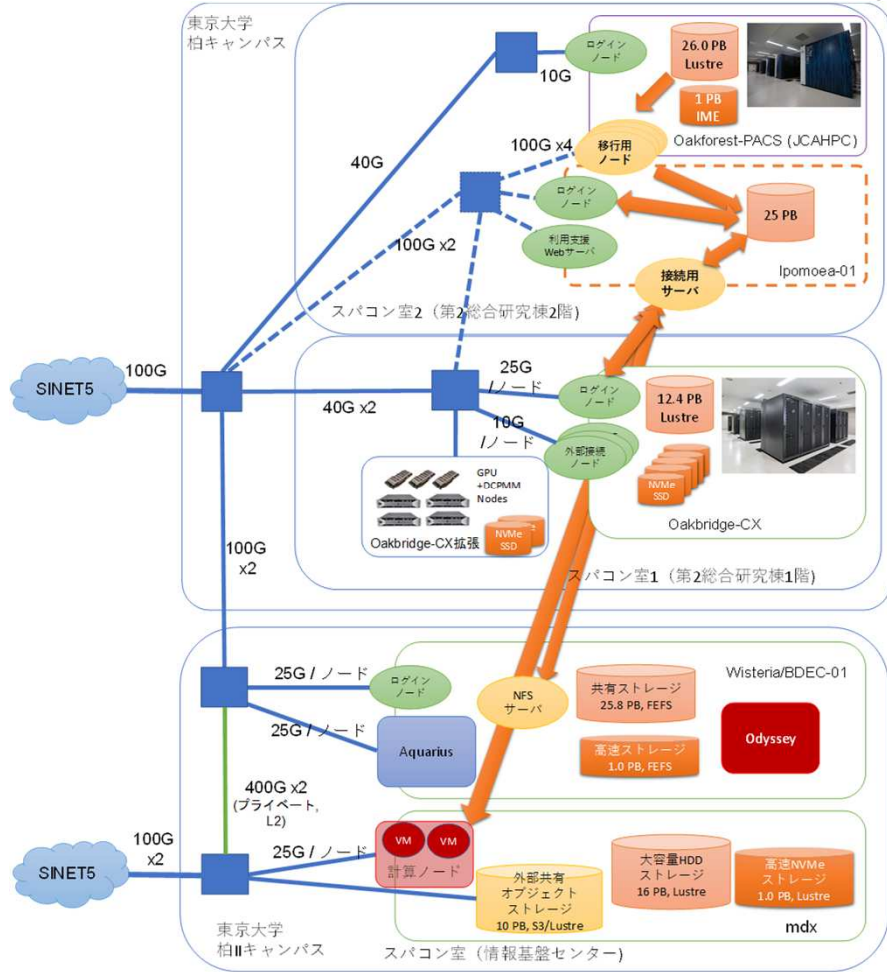 東京大学
柏キャンパス
10G
ログイン
ノード
26.0 PB
Lustre
1 PB
IME
Oakforest-PACS (JCAHPC)
40G
100G x4
移行用
ノード
ログイン
ノード
25 PB
100G x2
利用支援
Webサーバ
接続用
サーバ
Ipomoea-01
スパコン室2（第2総合研究棟2階）
SINET5
100G
40G x2
25G
/ノード
ログイン
ノード
12.4 PB
Lustre
10G
/ノード
外部接続
ノード
NVMe
SSD
Oakbridge-CX
GPU
+DCPMM
Nodes
NVMe
SSD
Oakbridge-CX拡張
スパコン室1（第2総合研究棟1階）
100G
x2
25G / ノード
ログイン
ノード
NFS
サーバ
共有ストレージ
25.8 PB, FEFS
Wisteria/BDEC-01
25G / ノード
Aquarius
高速ストレージ
1.0 PB, FEFS
Odyssey
400G x2
(プライベート,
L2)
SINET5
100G
x2
25G / ノード
VM
VM
計算ノード
外部共有
オブジェクト
ストレージ
10 PB, S3/Lustre
大容量HDD
ストレージ
16 PB, Lustre
高速NVMe
ストレージ
1.0 PB, Lustre
mdx
東京大学
柏IIキャンパス
スパコン室（情報基盤センター）